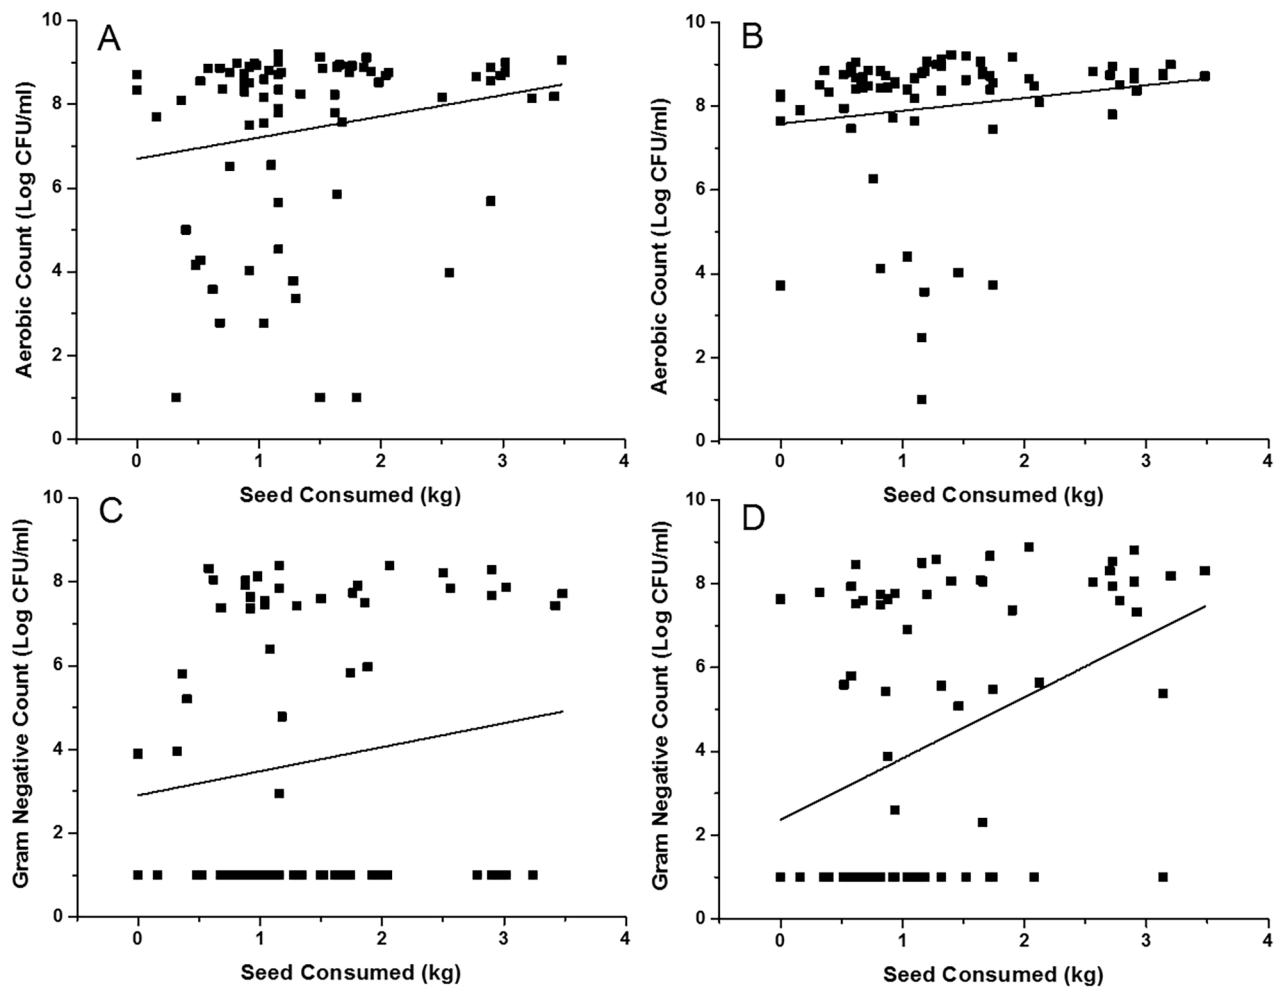 A
Aerobic Count (Log CFU/ml)
10
8
6
4
2
0
0 1 2 3 4
Seed Consumed (kg)
B
Aerobic Count (Log CFU/ml)
10
8
6
4
2
0
0 1 2 3 4
Seed Consumed (kg)
C
Gram Negative Count (Log CFU/ml)
10
8
6
4
2
0
0 1 2 3 4
Seed Consumed (kg)
D
Gram Negative Count (Log CFU/ml)
10
8
6
4
2
0
0 1 2 3 4
Seed Consumed (kg)